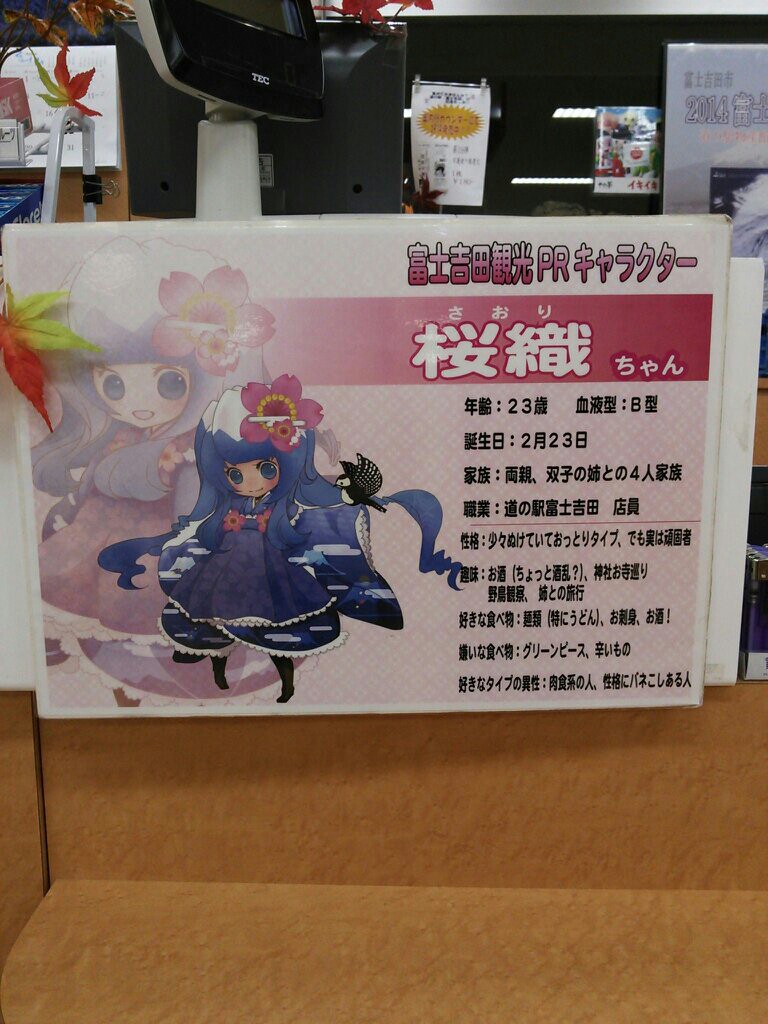 TEC
富士吉田市
2014 富士
イキイキ
富士吉田観光PRキャラクター
さおり
桜織 ちゃん
年齢：23歳　血液型：B型
誕生日：2月23日
家族：両親、双子の姉との4人家族
職業：道の駅富士吉田　店員
性格：少々ぬけていておっとりタイプ、でも実は頑固者
趣味：お酒（ちょっと酒乱？）、神社お寺巡り
野鳥観察、姉との旅行
好きな食べ物：麺類（特にうどん）、お刺身、お酒！
嫌いな食べ物：グリーンピース、辛いもの
好きなタイプの異性：肉食系の人、性格にバネこしある人